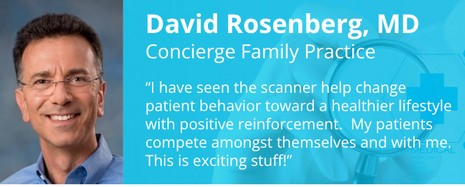 David Rosenberg, MD
Concierge Family Practice
“I have seen the scanner help change
patient behavior toward a healthier lifestyle
with positive reinforcement.  My patients
compete amongst themselves and with me.
This is exciting stuff!”
MEDICAL